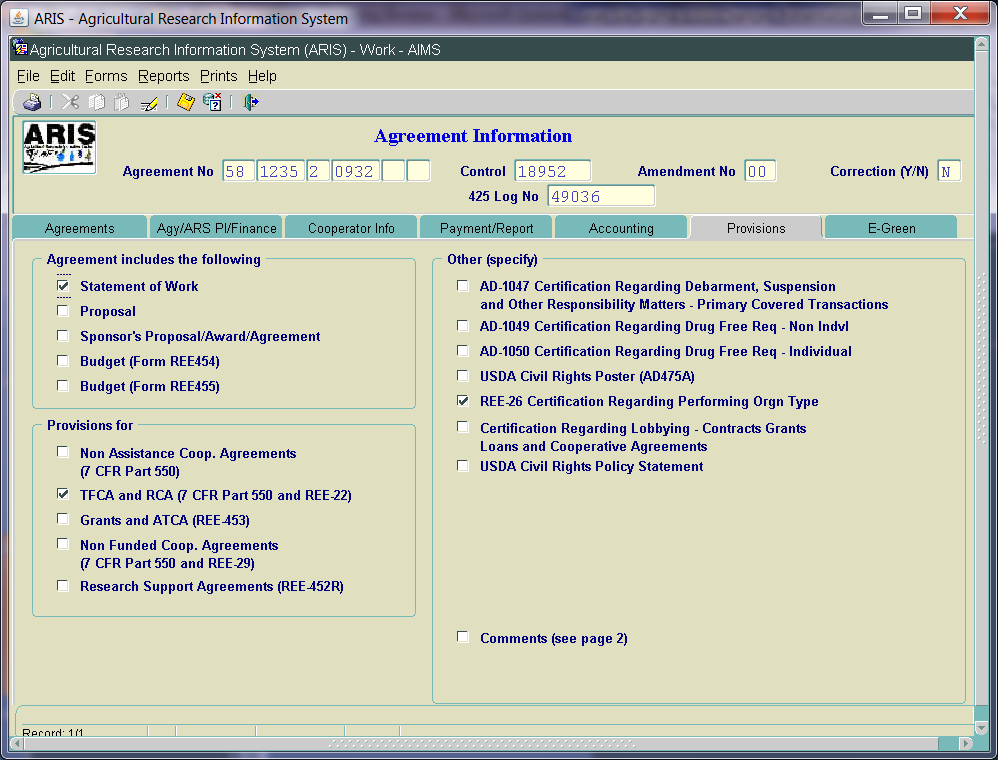 ARIS - Agricultural Research Information System
Agricultural Research Information System (ARIS) - Work - AIMS
File Edit Forms Reports Prints Help
ARIS
Agreement Information
Agreement No 58 1235 2 0932 Control 18952 Amendment No 00 Correction (Y/N) N
425 Log No 49036
Agreements Agy/ARS PI/Finance Cooperator Info Payment/Report Accounting Provisions E-Green
Agreement includes the following
Statement of Work
Proposal
Sponsor's Proposal/Award/Agreement
Budget (Form REE454)
Budget (Form REE455)
Provisions for
Non Assistance Coop. Agreements
(7 CFR Part 550)
TFCA and RCA (7 CFR Part 550 and REE-22)
Grants and ATCA (REE-453)
Non Funded Coop. Agreements
(7 CFR Part 550 and REE-29)
Research Support Agreements (REE-452R)
Other (specify)
AD-1047 Certification Regarding Debarment, Suspension
and Other Responsibility Matters - Primary Covered Transactions
AD-1049 Certification Regarding Drug Free Req - Non Indvl
AD-1050 Certification Regarding Drug Free Req - Individual
USDA Civil Rights Poster (AD475A)
REE-26 Certification Regarding Performing Orgn Type
Certification Regarding Lobbying - Contracts Grants
Loans and Cooperative Agreements
USDA Civil Rights Policy Statement
Comments (see page 2)
Record: 1/1